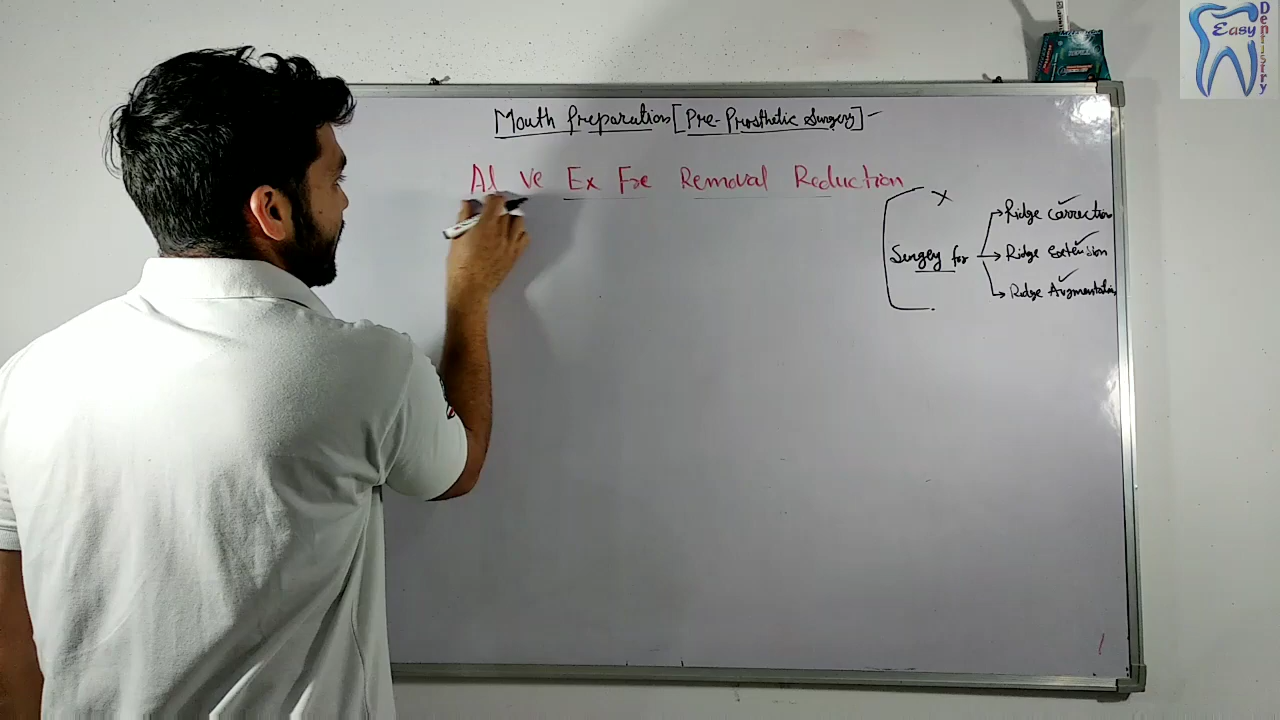 Mouth Preparation [Pre-Prosthetic Surgery] -
Al Ve Ex Fre Removal Reduction
Surgery for
Ridge Correction
Ridge Extension
Ridge Augmentation
Easy
Dentistry